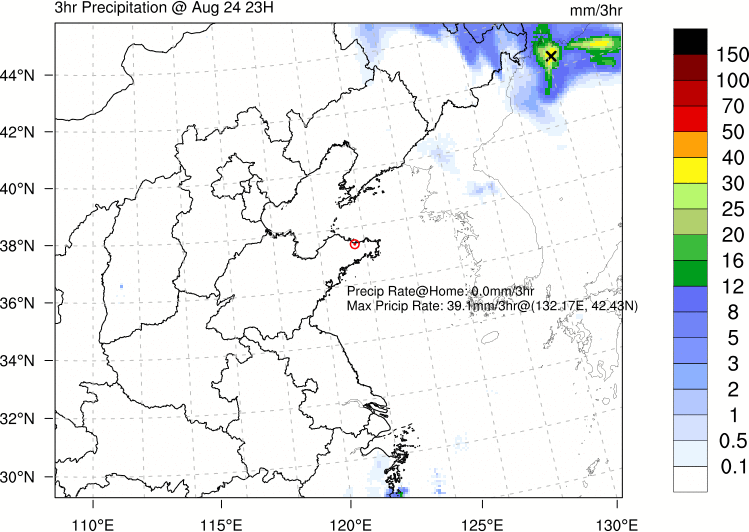 3hr Precipitation @ Aug 24 23H
mm/3hr
44°N
42°N
40°N
38°N
36°N
34°N
32°N
30°N
110°E
115°E
120°E
125°E
130°E
Precip Rate@Home: 0.0mm/3hr
Max Pricip Rate: 39.1mm/3hr@(132.17E, 42.43N)
150
100
70
50
40
30
25
20
16
12
8
5
3
2
1
0.5
0.1